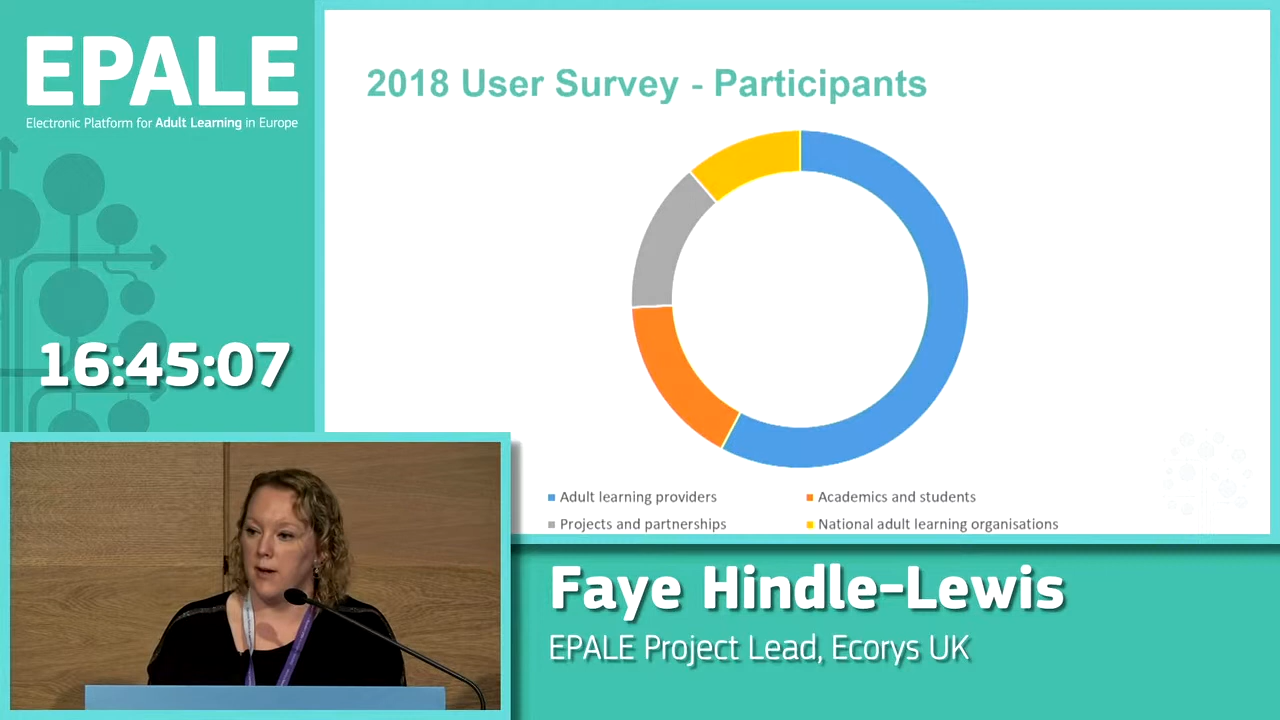 EPALE
Electronic Platform for Adult Learning in Europe
16:45:07
2018 User Survey - Participants
Adult learning providers
Academics and students
Projects and partnerships
National adult learning organisations
Faye Hindle-Lewis
EPALE Project Lead, Ecorys UK